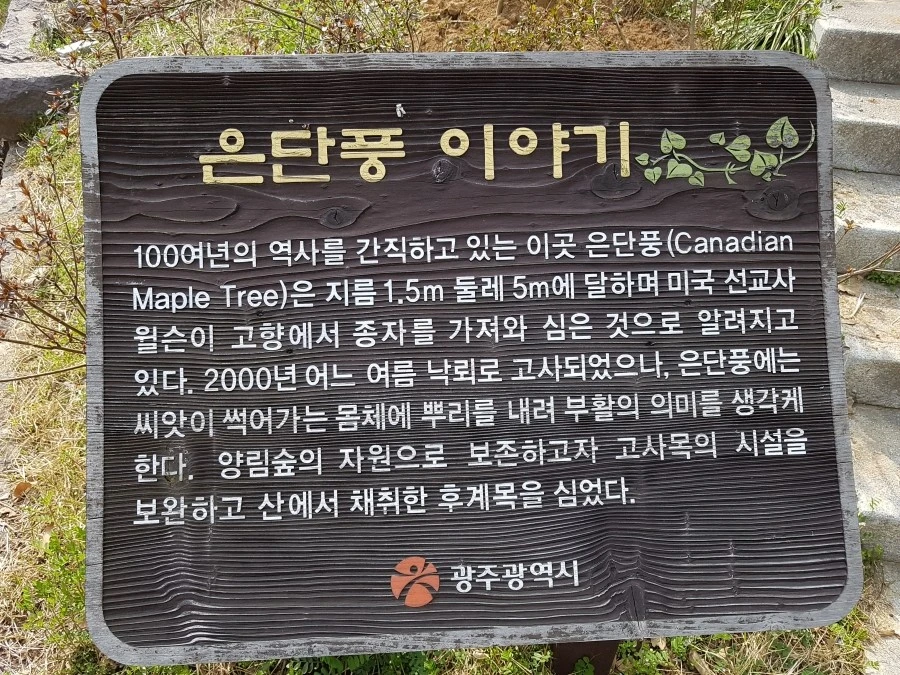 은단풍 이야기
100여년의 역사를 간직하고 있는 이곳 은단풍(Canadian
Maple Tree)은 지름 1.5m 둘레 5m에 달하며 미국 선교사
윌슨이 고향에서 종자를 가져와 심은 것으로 알려지고
있다. 2000년 어느 여름 낙뢰로 고사되었으나, 은단풍에는
씨앗이 썩어가는 몸체에 뿌리를 내려 부활의 의미를 생각케
한다. 양림숲의 자원으로 보존하고자 고사목의 시설을
보완하고 산에서 채취한 후계목을 심었다.
광주광역시